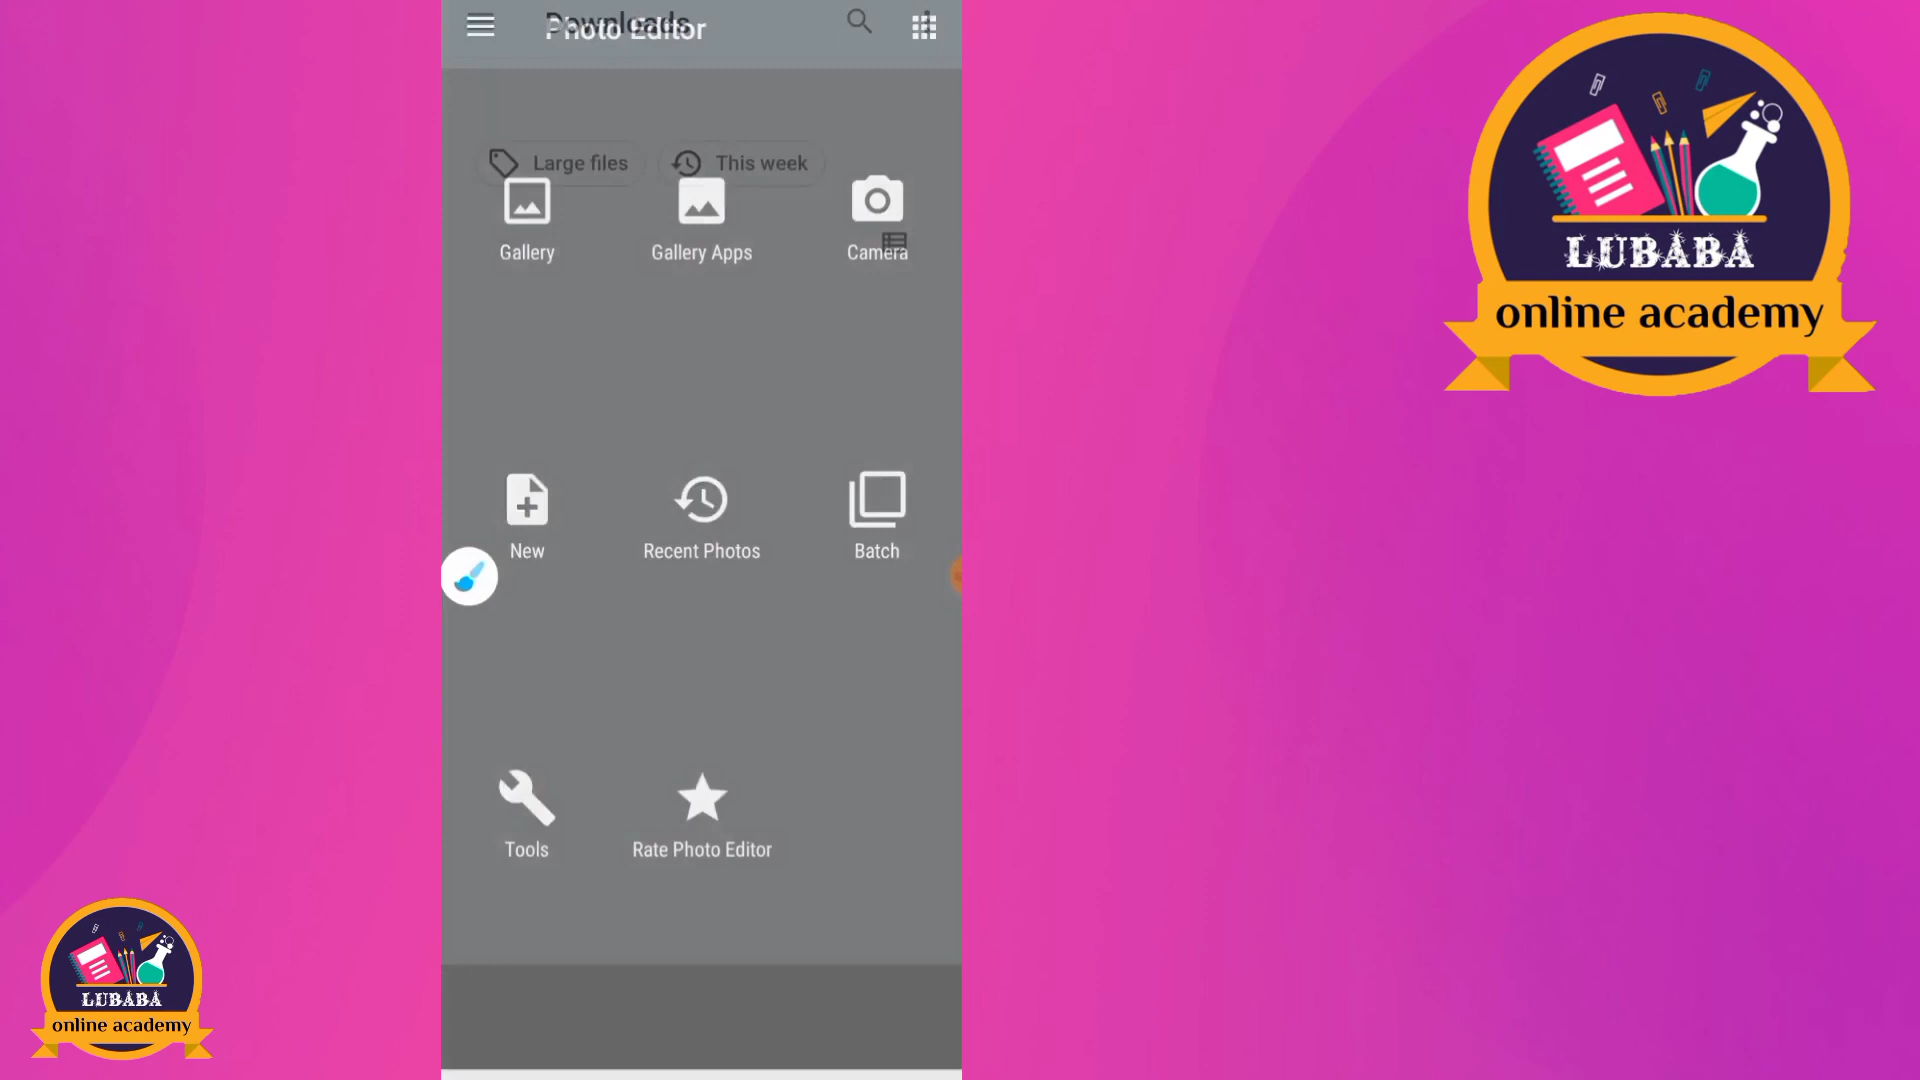 Downloads
Photo Editor
Large files
This week
Gallery
Gallery Apps
Camera
New
Recent Photos
Batch
Tools
Rate Photo Editor
LUBABA
online academy
LUBABA
online academy